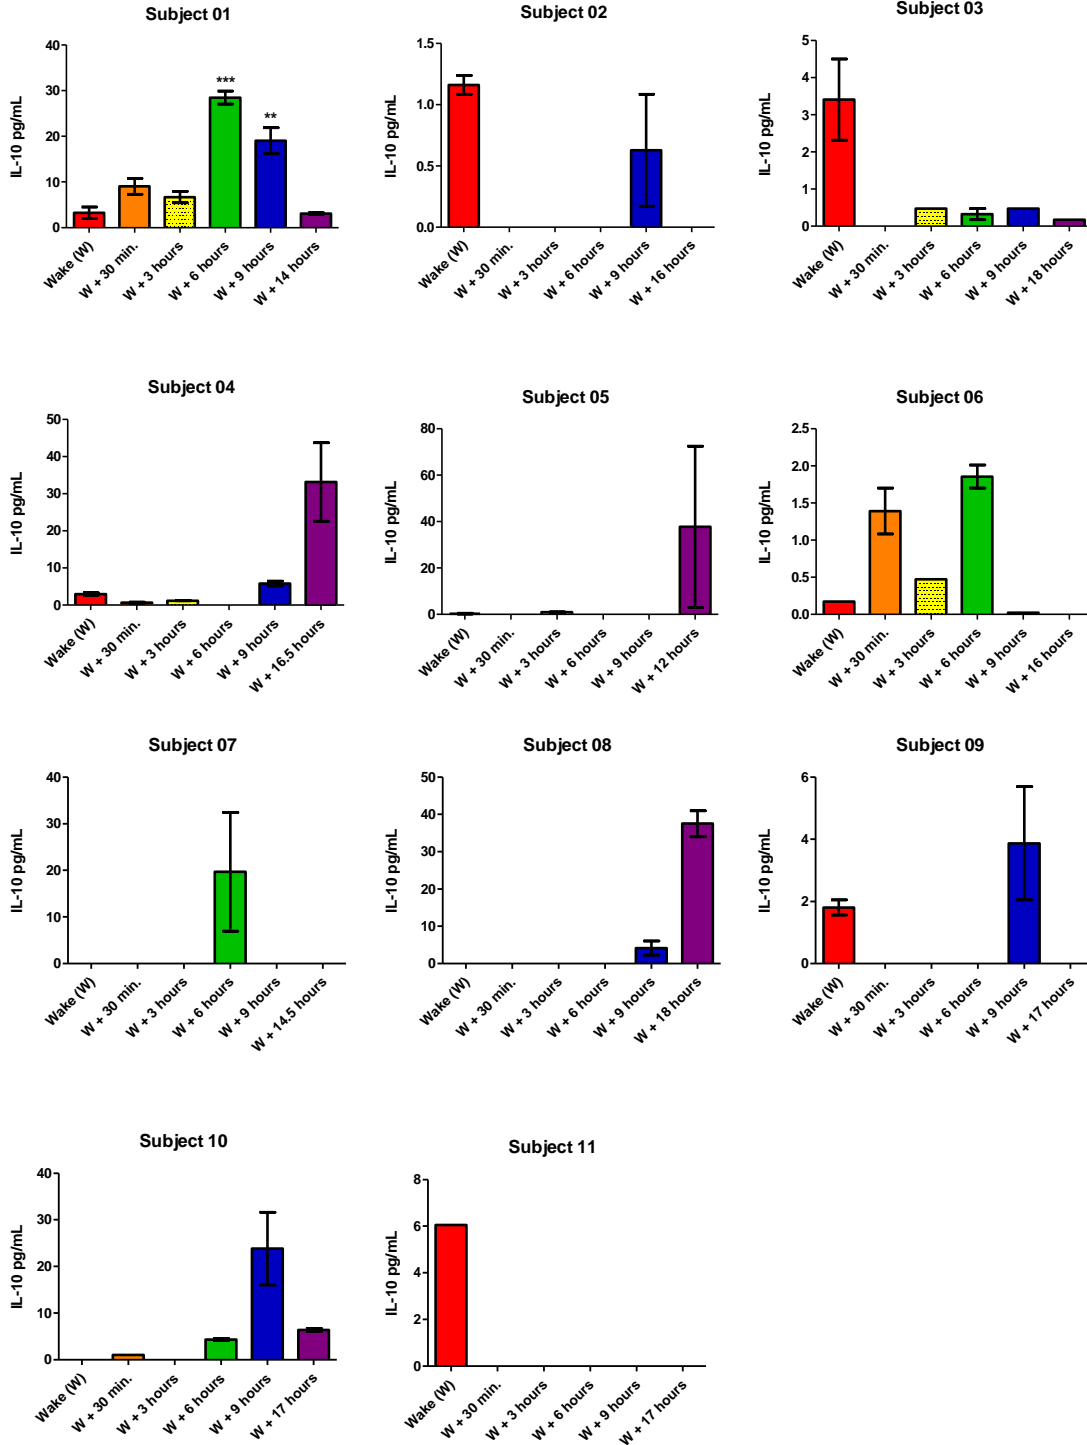 Subject 01
IL-10 pg/mL
40
30
20
10
0
***
**
Wake (W)
W + 30 min.
W + 3 hours
W + 6 hours
W + 9 hours
W + 14 hours
Subject 02
IL-10 pg/mL
1.5
1.0
0.5
0.0
Wake (W)
W + 30 min.
W + 3 hours
W + 6 hours
W + 9 hours
W + 16 hours
Subject 03
IL-10 pg/mL
5
4
3
2
1
0
Wake (W)
W + 30 min.
W + 3 hours
W + 6 hours
W + 9 hours
W + 18 hours
Subject 04
IL-10 pg/mL
50
40
30
20
10
0
Wake (W)
W + 30 min.
W + 3 hours
W + 6 hours
W + 9 hours
W + 16.5 hours
Subject 05
IL-10 pg/mL
80
60
40
20
0
Wake (W)
W + 30 min.
W + 3 hours
W + 6 hours
W + 9 hours
W + 12 hours
Subject 06
IL-10 pg/mL
2.5
2.0
1.5
1.0
0.5
0.0
Wake (W)
W + 30 min.
W + 3 hours
W + 6 hours
W + 9 hours
W + 16 hours
Subject 07
IL-10 pg/mL
40
30
20
10
0
Wake (W)
W + 30 min.
W + 3 hours
W + 6 hours
W + 9 hours
W + 14.5 hours
Subject 08
IL-10 pg/mL
50
40
30
20
10
0
Wake (W)
W + 30 min.
W + 3 hours
W + 6 hours
W + 9 hours
W + 18 hours
Subject 09
IL-10 pg/mL
6
4
2
0
Wake (W)
W + 30 min.
W + 3 hours
W + 6 hours
W + 9 hours
W + 17 hours
Subject 10
IL-10 pg/mL
40
30
20
10
0
Wake (W)
W + 30 min.
W + 3 hours
W + 6 hours
W + 9 hours
W + 17 hours
Subject 11
IL-10 pg/mL
8
6
4
2
0
Wake (W)
W + 30 min.
W + 3 hours
W + 6 hours
W + 9 hours
W + 17 hours